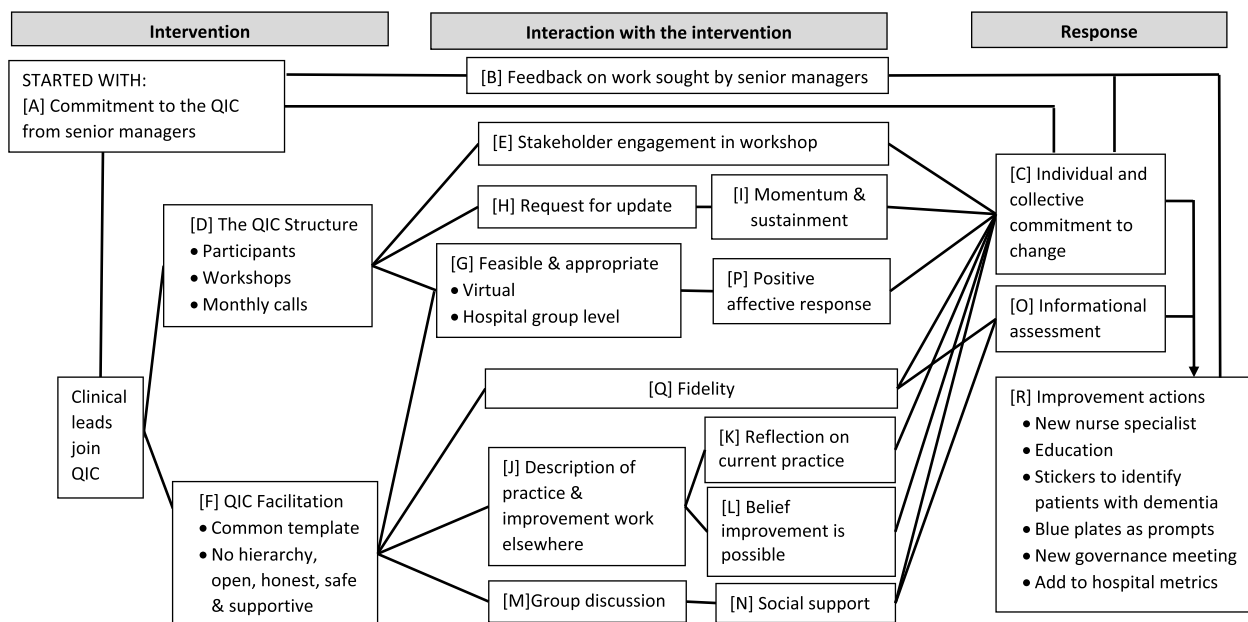 Intervention
Interaction with the intervention
Response
STARTED WITH:
[A] Commitment to the QIC
from senior managers
[B] Feedback on work sought by senior managers
[E] Stakeholder engagement in workshop
[C] Individual and
collective
commitment to
change
[D] The QIC Structure
• Participants
• Workshops
• Monthly calls
[H] Request for update
[I] Momentum &
sustainment
[G] Feasible & appropriate
• Virtual
• Hospital group level
[P] Positive
affective response
[O] Informational
assessment
Clinical
leads
join
QIC
[Q] Fidelity
[R] Improvement actions
• New nurse specialist
• Education
• Stickers to identify
patients with dementia
• Blue plates as prompts
• New governance meeting
• Add to hospital metrics
[F] QIC Facilitation
• Common template
• No hierarchy,
open, honest, safe
& supportive
[J] Description of
practice &
improvement work
elsewhere
[K] Reflection on
current practice
[L] Belief
improvement is
possible
[M]Group discussion
[N] Social support